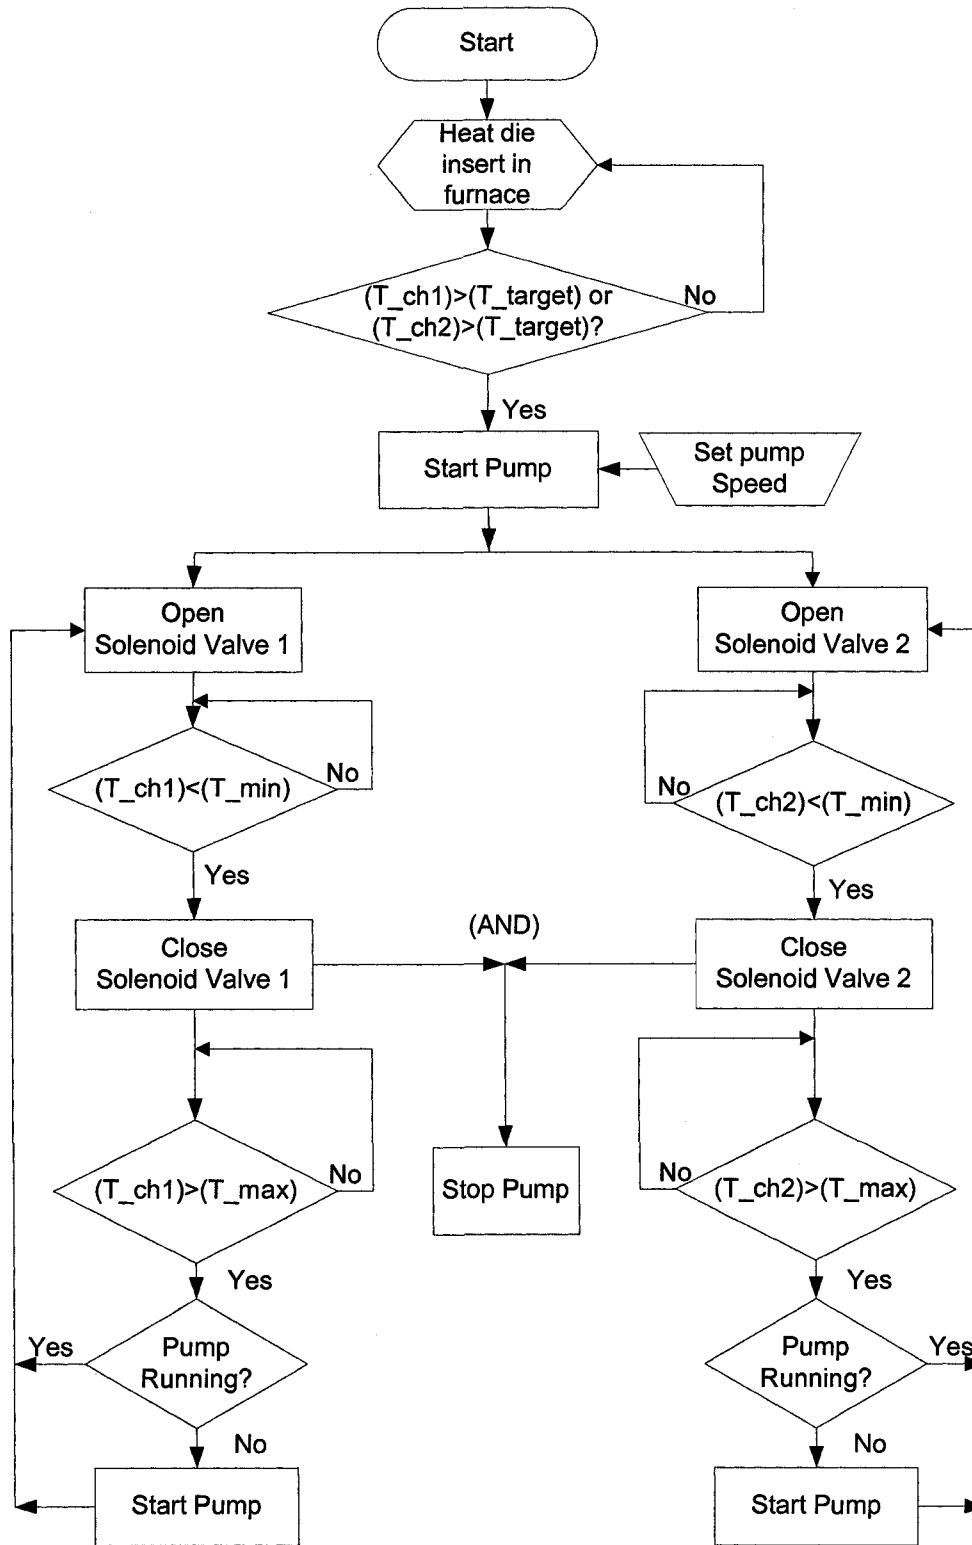 Start
Heat die
insert in
furnace
(T_ch1)>(T_target) or
(T_ch2)>(T_target)?
No
Yes
Start Pump
Set pump
Speed
Open
Solenoid Valve 1
Open
Solenoid Valve 2
(T_ch1)<(T_min)
No
No
(T_ch2)<(T_min)
Yes
Yes
Close
Solenoid Valve 1
(AND)
Close
Solenoid Valve 2
(T_ch1)>(T_max)
No
Stop Pump
No
(T_ch2)>(T_max)
Yes
Yes
Yes
Pump
Running?
Pump
Running?
Yes
No
No
Start Pump
Start Pump